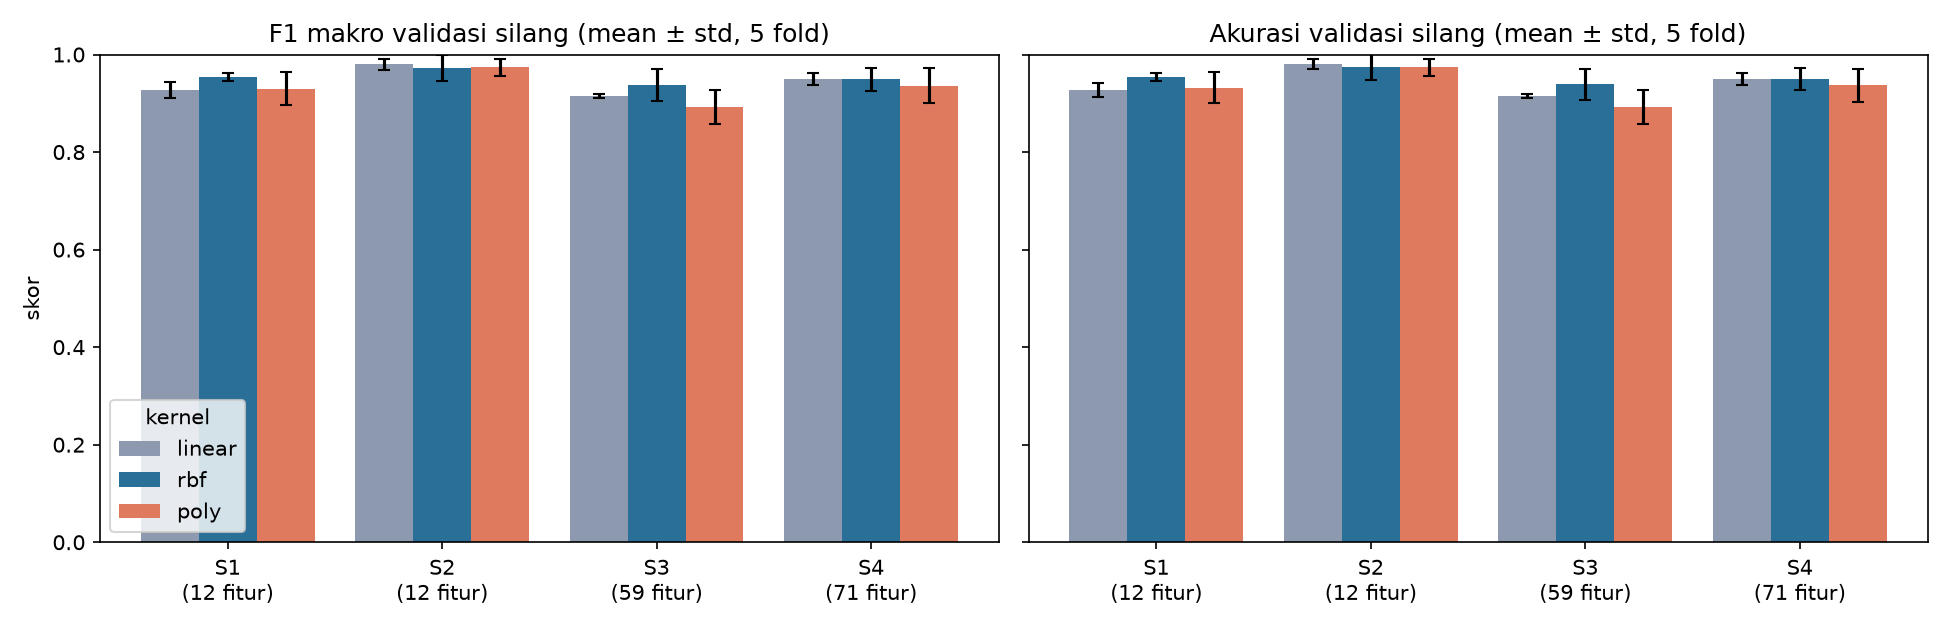 F1 makro validasi silang (mean ± std, 5 fold)
1.0
0.8
0.6
0.4
0.2
0.0
skor
kernel
linear
rbf
poly
S1
(12 fitur)
S2
(12 fitur)
S3
(59 fitur)
S4
(71 fitur)
Akurasi validasi silang (mean ± std, 5 fold)
S1
(12 fitur)
S2
(12 fitur)
S3
(59 fitur)
S4
(71 fitur)